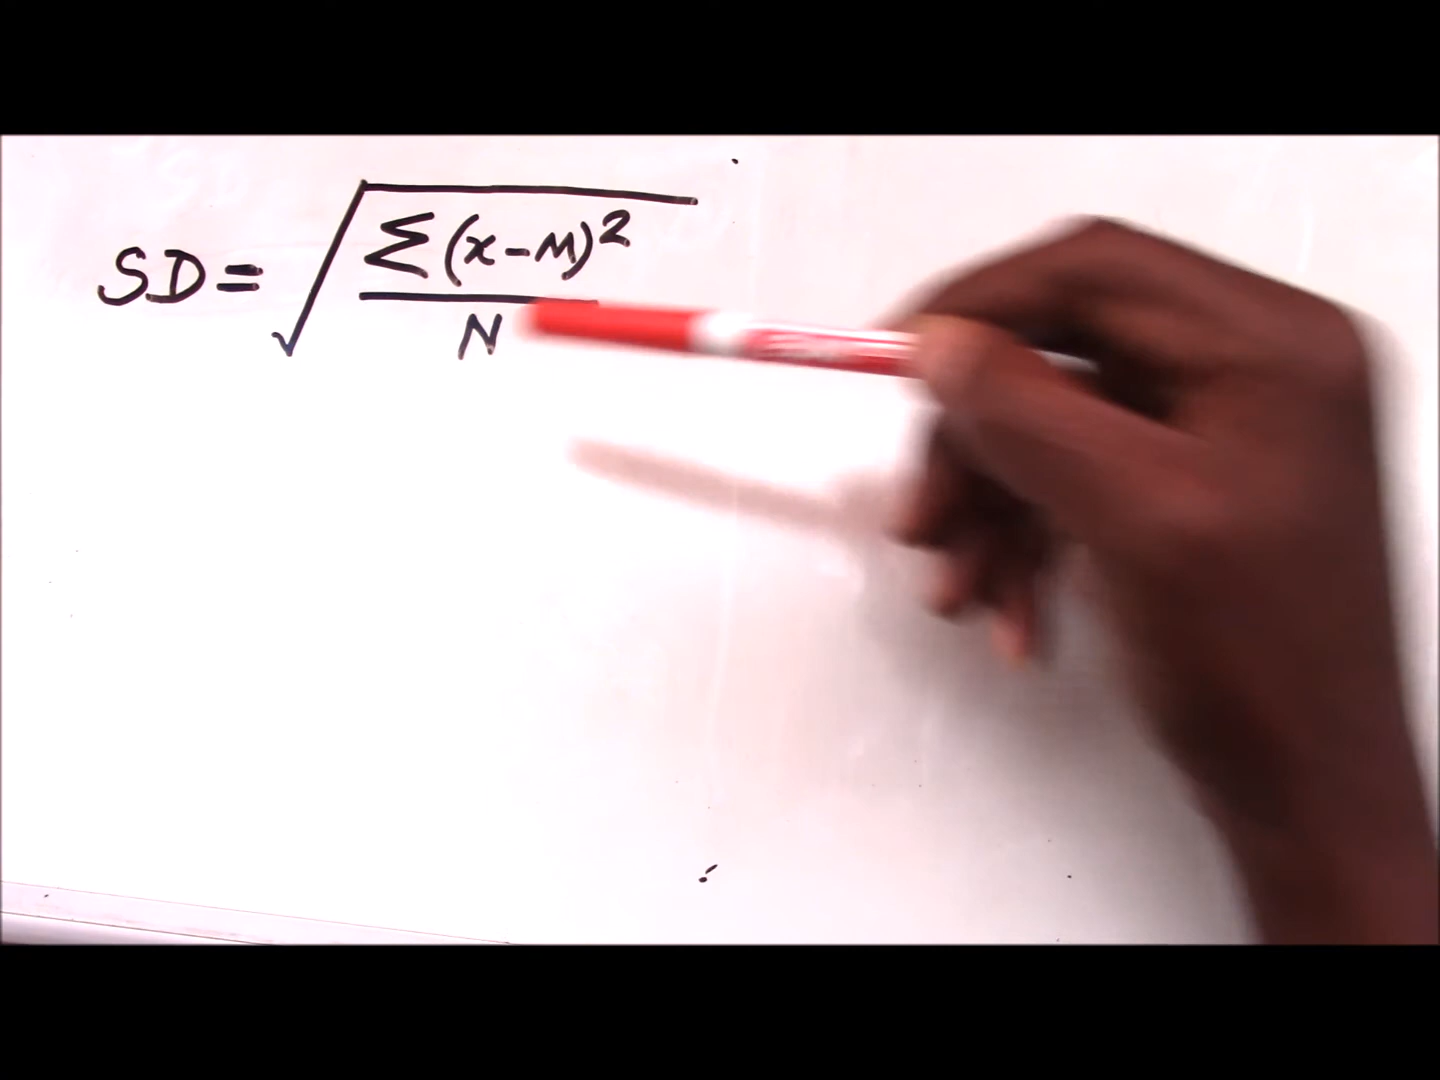 SD = √ Σ(x-M)²
N